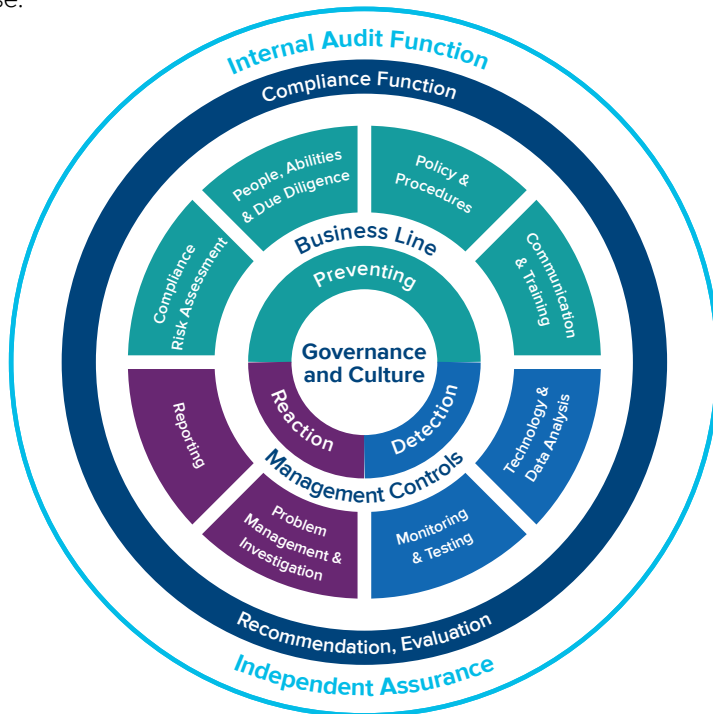 Internal Audit Function
Compliance Function
People, Abilities
& Due Diligence
Policy &
Procedures
Compliance
Risk Assessment
Communication
& Training
Business Line
Preventing
Governance
and Culture
Reaction
Detection
Management Controls
Reporting
Technology &
Data Analysis
Problem
Management &
Investigation
Monitoring
& Testing
Recommendation, Evaluation
Independent Assurance